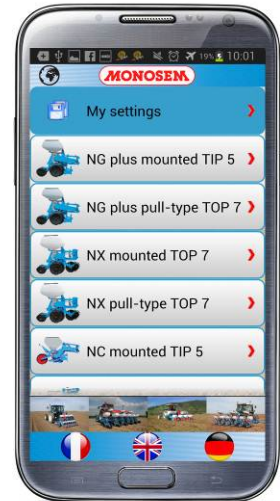 19% 10:01
MONOSEM
My settings
NG plus mounted TIP 5
NG plus pull-type TOP 7
NX mounted TOP 7
NX pull-type TOP 7
NC mounted TIP 5